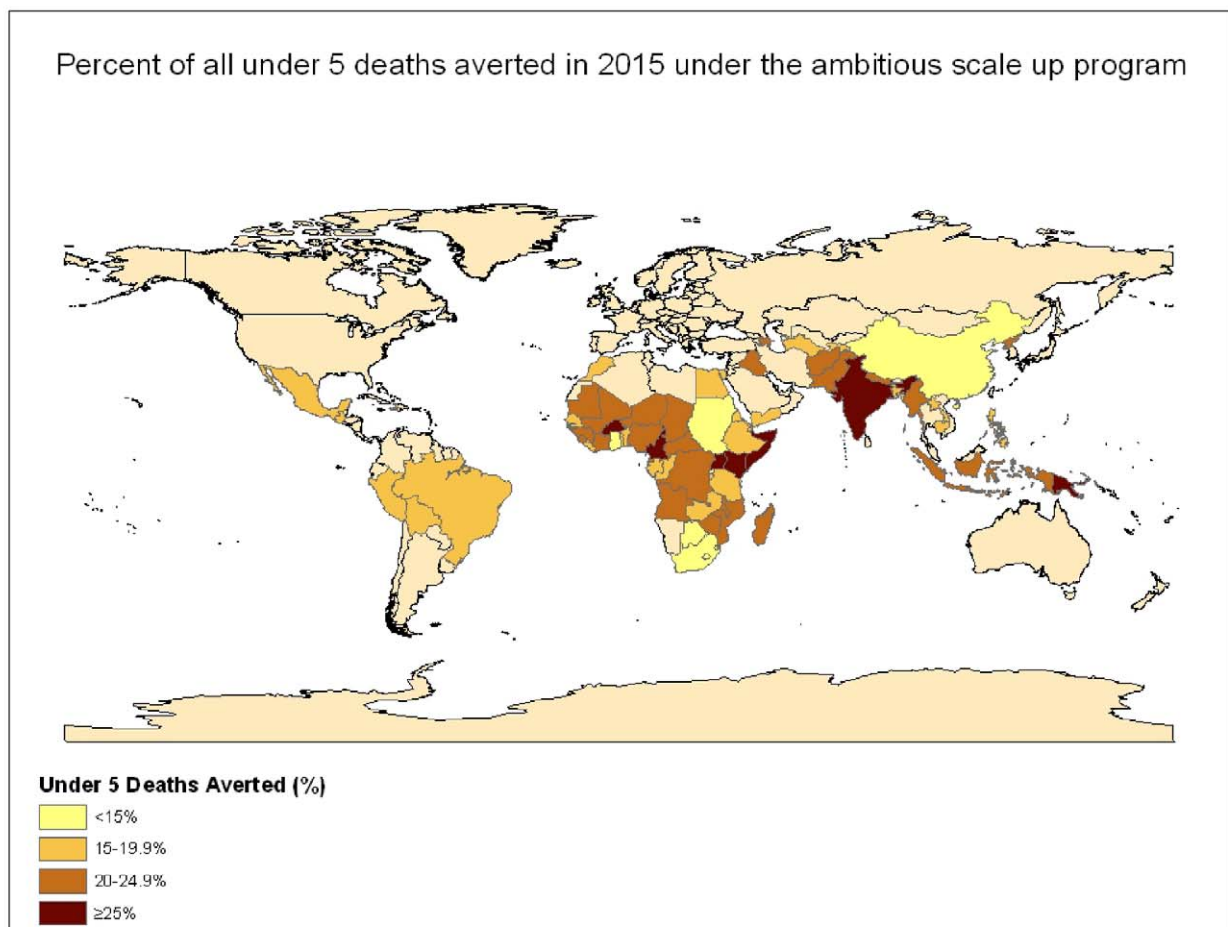 Percent of all under 5 deaths averted in 2015 under the ambitious scale up program
Under 5 Deaths Averted (%)
<15%
15-19.9%
20-24.9%
≥25%